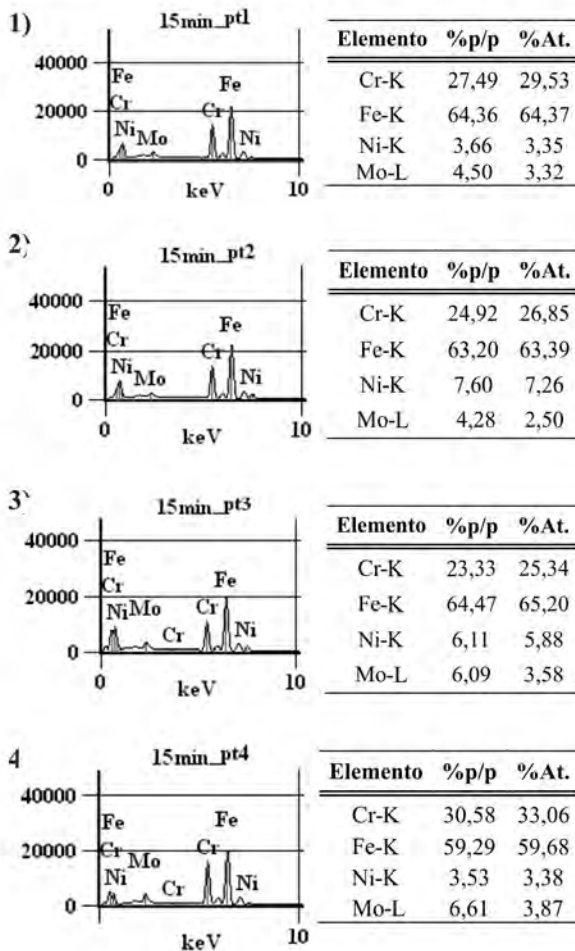 1)
15min_pt1
40000
20000
0
Fe
Cr
Ni
Mo
Cr
Fe
Ni
0
keV
10
Elemento %p/p %At.
Cr-K 27,49 29,53
Fe-K 64,36 64,37
Ni-K 3,66 3,35
Mo-L 4,50 3,32
2)
15min_pt2
40000
20000
0
Fe
Cr
Ni
Mo
Cr
Fe
Ni
0
keV
10
Elemento %p/p %At.
Cr-K 24,92 26,85
Fe-K 63,20 63,39
Ni-K 7,60 7,26
Mo-L 4,28 2,50
3)
15min_pt3
40000
20000
0
Fe
Cr
Ni
Mo
Cr
Cr
Fe
Ni
0
keV
10
Elemento %p/p %At.
Cr-K 23,33 25,34
Fe-K 64,47 65,20
Ni-K 6,11 5,88
Mo-L 6,09 3,58
4
15min_pt4
40000
20000
0
Fe
Cr
Ni
Mo
Cr
Cr
Fe
Ni
0
keV
10
Elemento %p/p %At.
Cr-K 30,58 33,06
Fe-K 59,29 59,68
Ni-K 3,53 3,38
Mo-L 6,61 3,87